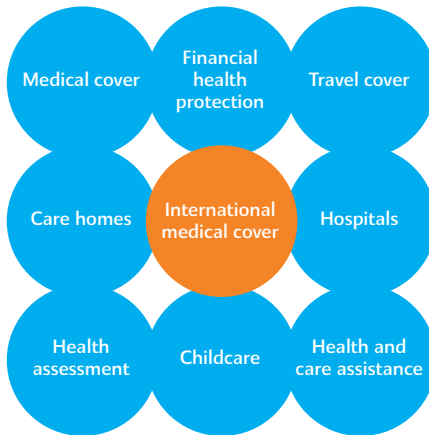 Medical cover
Financial
health
protection
Travel cover
Care homes
International
medical cover
Hospitals
Health
assessment
Childcare
Health and
care assistance